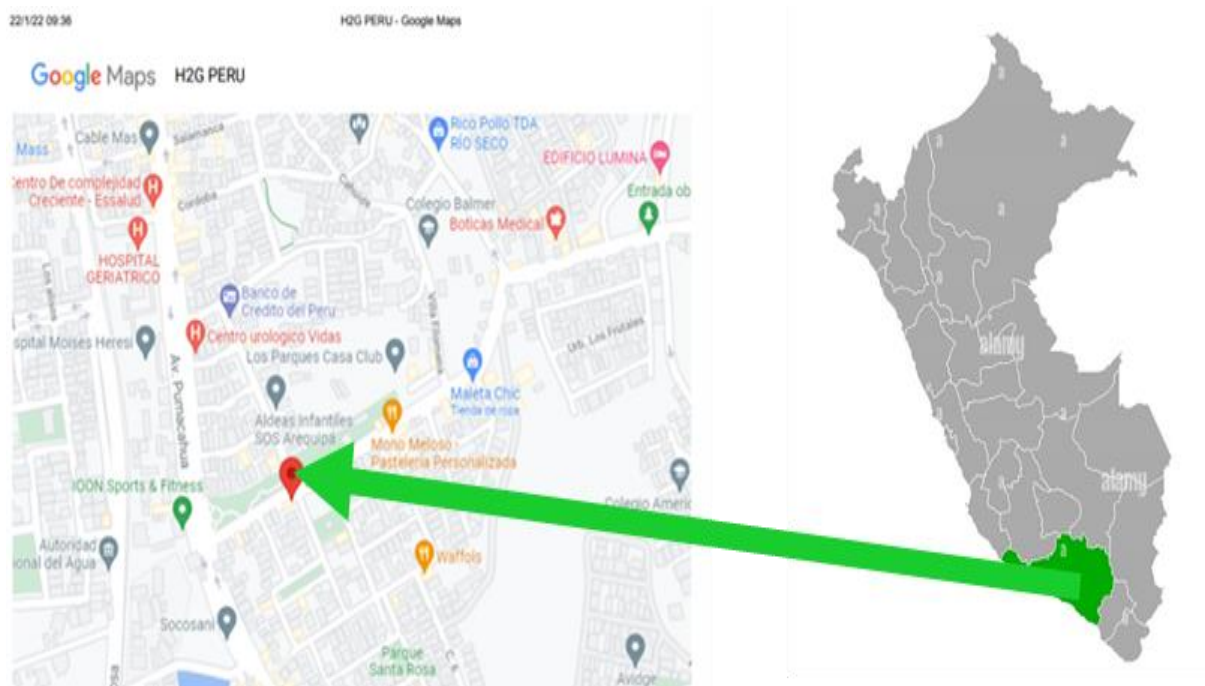 22/1/22 09:36
H2G PERU - Google Maps
Google Maps H2G PERU
Cable Mas
Salamanca
Mass
Rico Pollo TDA
RIO SECO
EDIFICIO LUMINA
Centro De complejidad
Creciente - Essalud
Cordoba
Colegio Balmer
Entrada ob
Boticas Medical
HOSPITAL
GERIATRICO
Banco de
Credito del Peru
Urb. Los Frutales
spital Moises Heresi
Centro urologico Vidas
Los Parques Casa Club
Av. Pumacahua
Maleta Chic
Tienda de ropa
Aldeas Infantiles
SOS Arequipa
Mono Meloso -
Pasteleria Personalizada
IOON Sports & Fitness
Colegio Americ
Autoridad
ional del Agua
Waffols
Socosani
Parque
Santa Rosa
Avidge
alamy
alamy